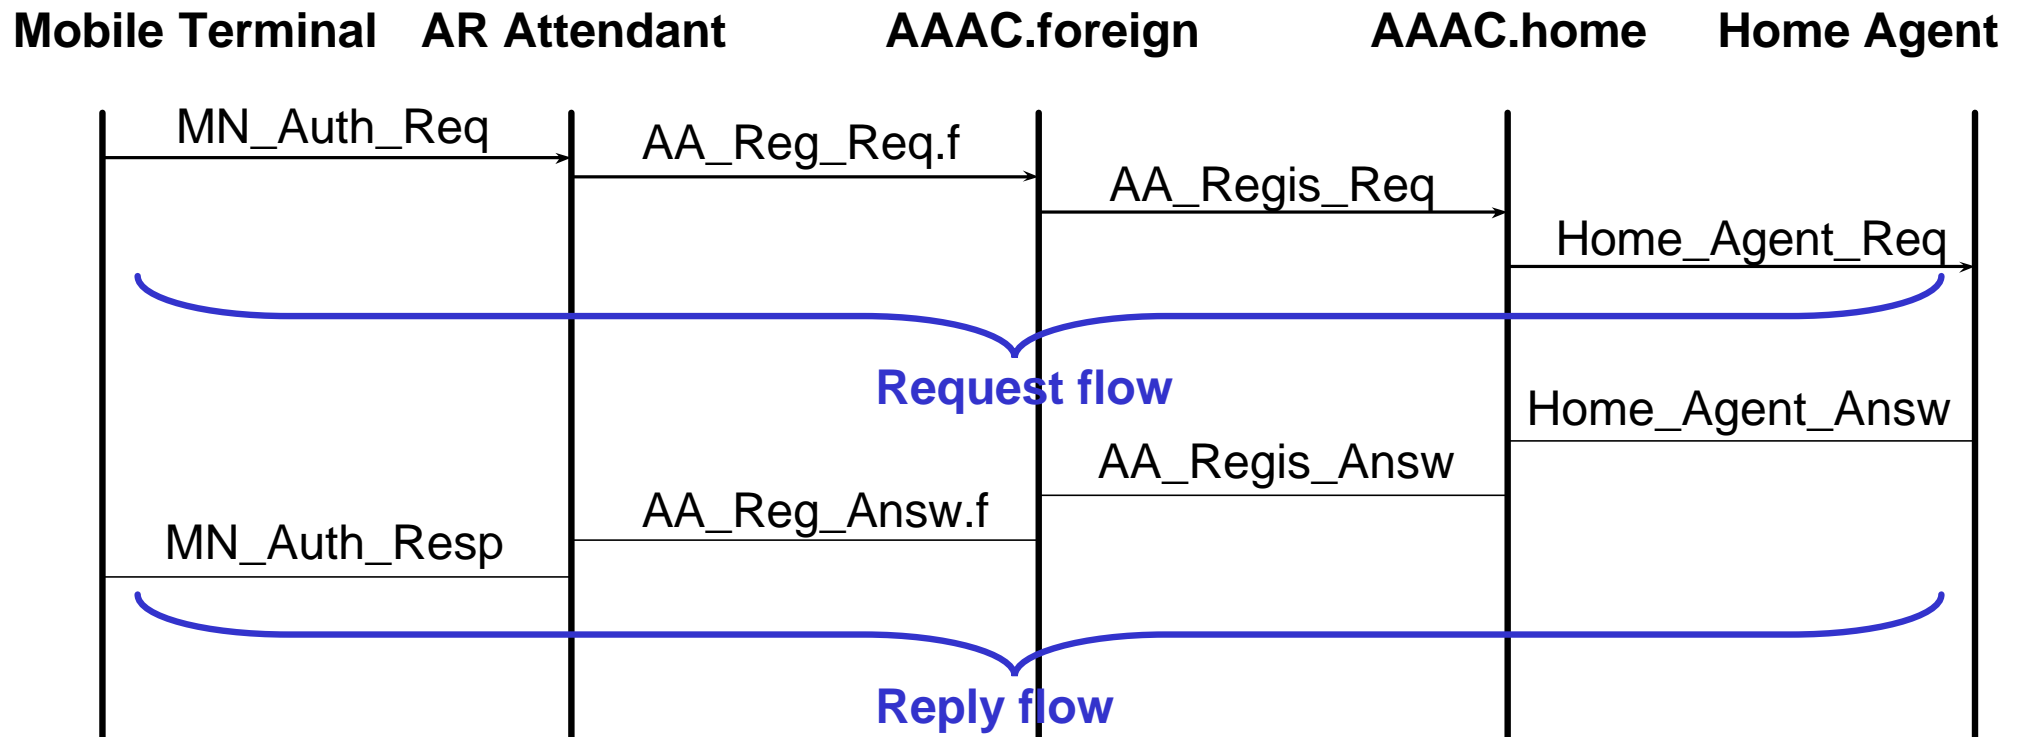 Mobile Terminal AR Attendant AAAC.foreign AAAC.home Home Agent
MN_Auth_Req
AA_Reg_Req.f
AA_Regis_Req
Home_Agent_Req
Request flow
Home_Agent_Answ
AA_Regis_Answ
AA_Reg_Answ.f
MN_Auth_Resp
Reply flow